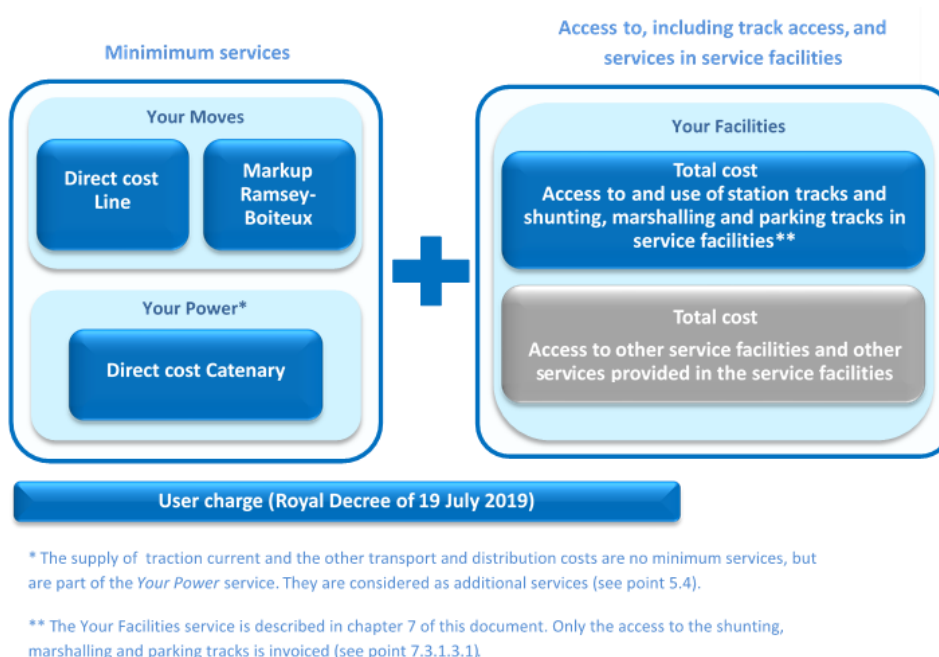 Minimimum services
Access to, including track access, and
services in service facilities
Your Moves
Direct cost
Line
Markup
Ramsey-
Boiteux
Your Power*
Direct cost Catenary
Your Facilities
Total cost
Access to and use of station tracks and
shunting, marshalling and parking tracks in
service facilities**
Total cost
Access to other service facilities and other
services provided in the service facilities
User charge (Royal Decree of 19 July 2019)
* The supply of traction current and the other transport and distribution costs are no minimum services, but
are part of the Your Power service. They are considered as additional services (see point 5.4).
** The Your Facilities service is described in chapter 7 of this document. Only the access to the shunting,
marshalling and parking tracks is invoiced (see point 7.3.1.3.1).